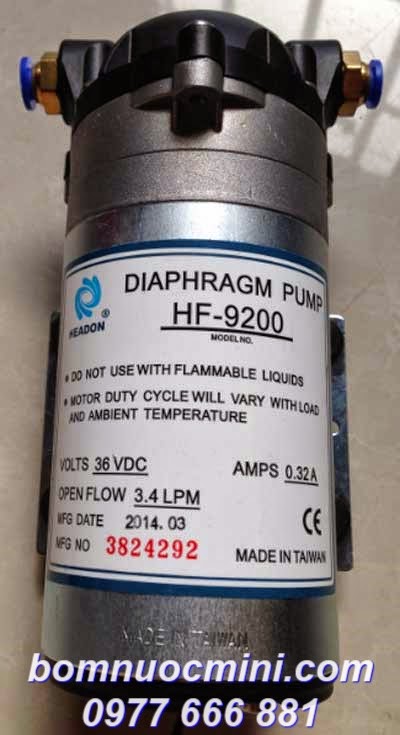 DIAPHRAGM PUMP
HEADON ®
HF-9200
MODEL NO.
• DO NOT USE WITH FLAMMABLE LIQUIDS
• MOTOR DUTY CYCLE WILL VARY WITH LOAD
AND AMBIENT TEMPERATURE
VOLTS 36 VDC AMPS 0.32 A
OPEN FLOW 3.4 LPM
MFG DATE 2014.03 CE
MFG NO 3824292 MADE IN TAIWAN
MADE IN TAIWAN
bomnuocmini.com
0977 666 881